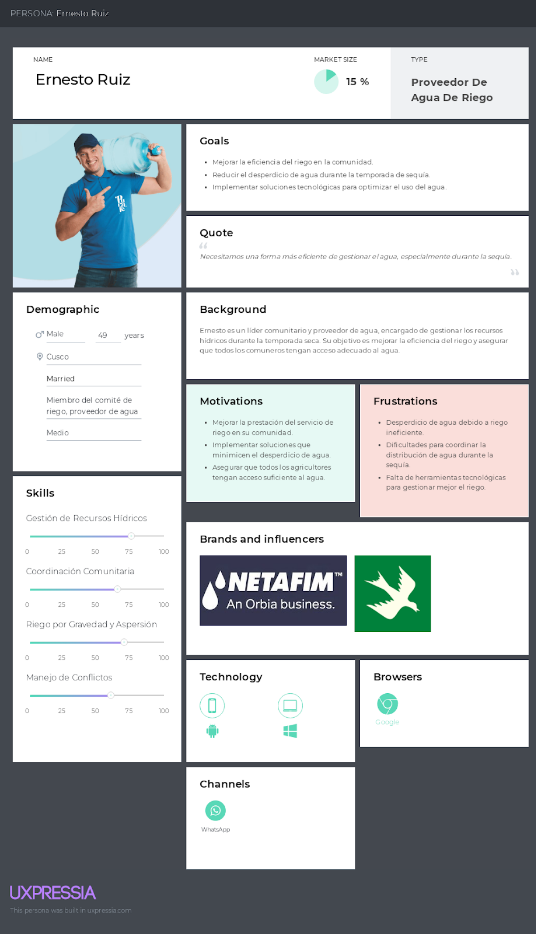 PERSONA: Ernesto Ruiz
NAME
Ernesto Ruiz
MARKET SIZE
15 %
TYPE
Proveedor De
Agua De Riego
Goals
• Mejorar la eficiencia del riego en la comunidad.
• Reducir el desperdicio de agua durante la temporada de sequía.
• Implementar soluciones tecnológicas para optimizar el uso del agua.
Quote
“
Necesitamos una forma más eficiente de gestionar el agua, especialmente durante la sequía.
”
Demographic
Male
49 years
Cusco
Married
Miembro del comité de
riego, proveedor de agua
Medio
Background
Ernesto es un líder comunitario y proveedor de agua, encargado de gestionar los recursos
hídricos durante la temporada seca. Su objetivo es mejorar la eficiencia del riego y asegurar
que todos los comuneros tengan acceso adecuado al agua.
Motivations
• Mejorar la prestación del servicio de
riego en su comunidad.
• Implementar soluciones que
minimicen el desperdicio de agua.
• Asegurar que todos los agricultores
tengan acceso suficiente al agua.
Frustrations
• Desperdicio de agua debido a riego
ineficiente.
• Dificultades para coordinar la
distribución de agua durante la
sequía.
• Falta de herramientas tecnológicas
para gestionar mejor el riego.
Skills
Gestión de Recursos Hídricos
0 25 50 75 100
Coordinación Comunitaria
0 25 50 75 100
Riego por Gravedad y Aspersión
0 25 50 75 100
Manejo de Conflictos
0 25 50 75 100
Brands and influencers
NETAFIM™
An Orbia business.
Technology
Browsers
Google
Channels
WhatsApp
UXPRESSIA
This persona was built in uxpressia.com